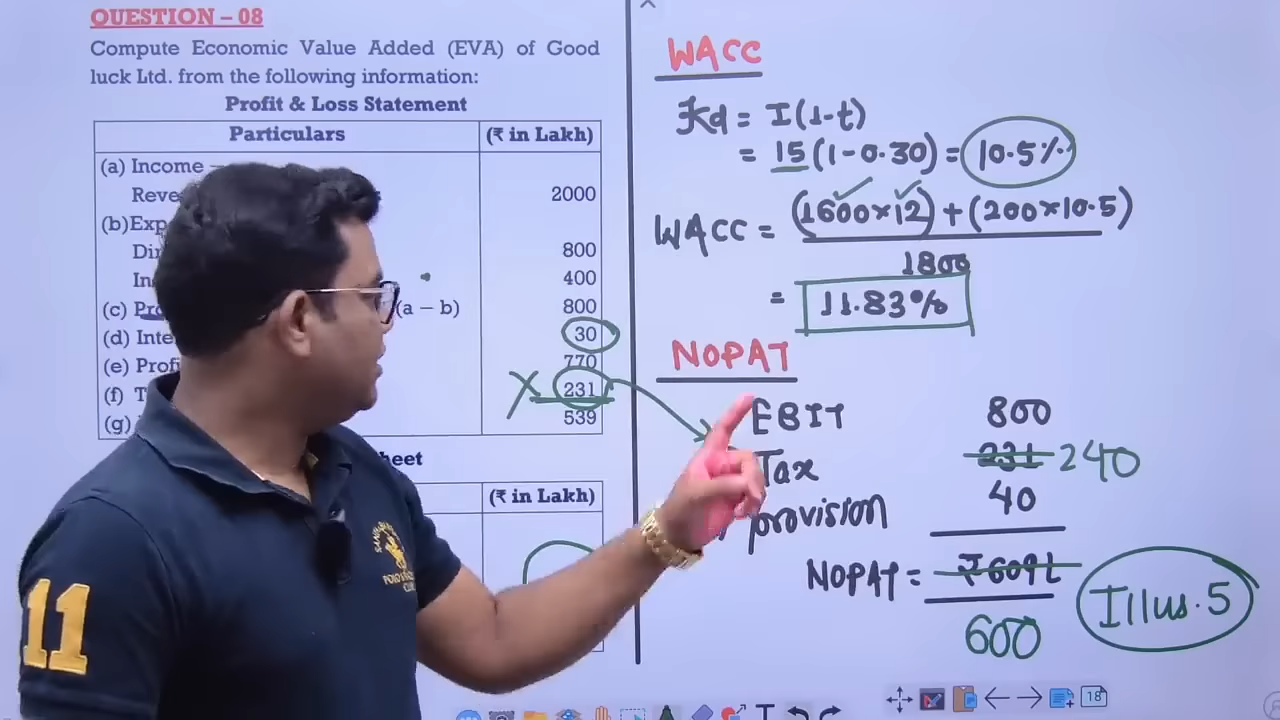 QUESTION – 08
Compute Economic Value Added (EVA) of Good
luck Ltd. from the following information:
Profit & Loss Statement
Particulars (₹ in Lakh)
(a) Income
2000
800
400
(a – b) 800
30
770
231
(g) 539
(₹ in Lakh)
11
WACC
Kd = I(1-t)
= 15(1-0.30) = 10.5%
WACC = (1600×12) + (200×10.5)
1800
= 11.83%
NOPAT
EBIT 800
Tax 231 240
provision 40
NOPAT = ₹609L
600
Illus. 5
18